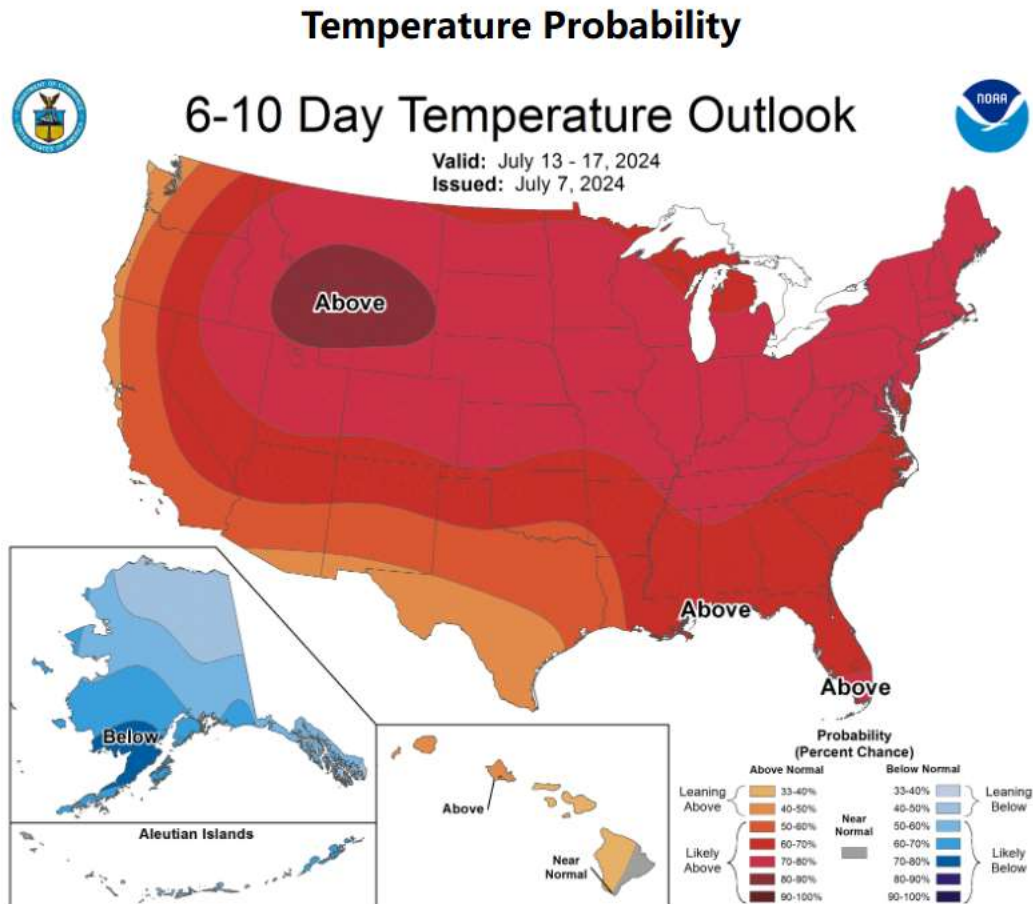 Temperature Probability
6-10 Day Temperature Outlook
Valid: July 13 - 17, 2024
Issued: July 7, 2024
NOAA
Above
Above
Above
Below
Aleutian Islands
Above
Near
Normal
Probability
(Percent Chance)
Above Normal
Below Normal
Leaning
Above
33-40%
40-50%
Likely
Above
50-60%
60-70%
70-80%
80-90%
90-100%
Near
Normal
33-40%
40-50%
Leaning
Below
50-60%
60-70%
70-80%
80-90%
90-100%
Likely
Below